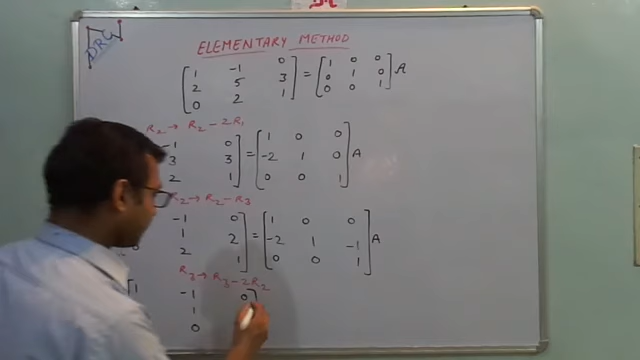 DRC
ELEMENTARY METHOD
[1 -1 0] = [1 0 0] A
[2 5 3] [0 1 0]
[0 2 1] [0 0 1]
R2 → R2 - 2R1
-1 0] = [1 0 0] A
3 3] [-2 1 0]
2 1] [0 0 1]
R2 → R2 - R3
-1 0] = [1 0 0] A
1 2] [-2 1 -1]
0 2 1] [0 0 1]
R3 → R3 - 2R2
[1 -1 0]
1
0